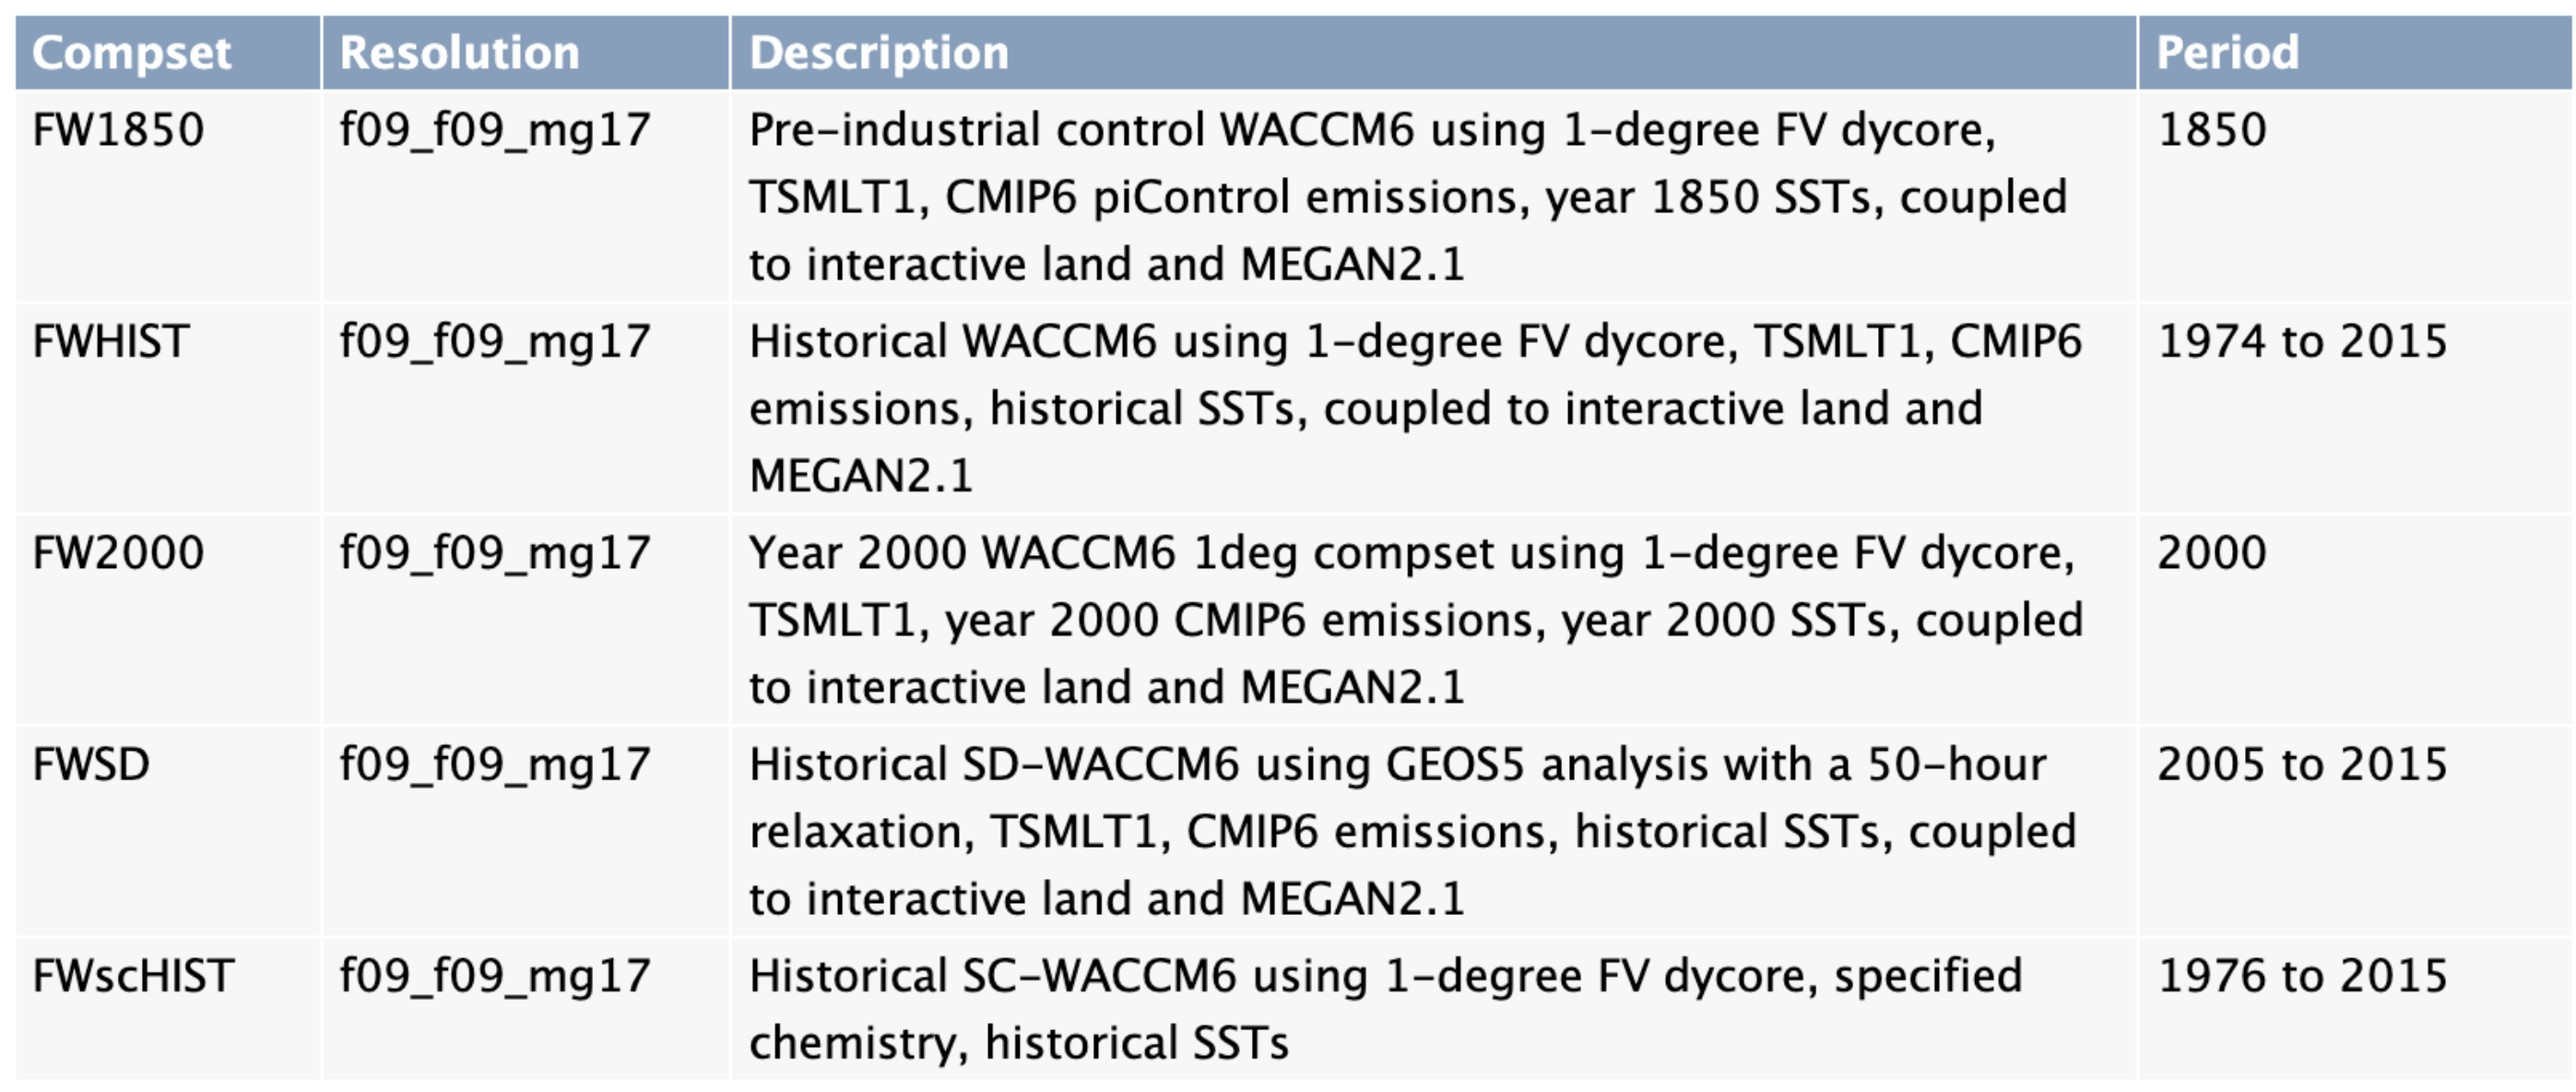 Compset Resolution Description Period
FW1850 f09_f09_mg17 Pre-industrial control WACCM6 using 1-degree FV dycore, 1850
TSMLT1, CMIP6 piControl emissions, year 1850 SSTs, coupled
to interactive land and MEGAN2.1
FWHIST f09_f09_mg17 Historical WACCM6 using 1-degree FV dycore, TSMLT1, CMIP6 1974 to 2015
emissions, historical SSTs, coupled to interactive land and
MEGAN2.1
FW2000 f09_f09_mg17 Year 2000 WACCM6 1deg compset using 1-degree FV dycore, 2000
TSMLT1, year 2000 CMIP6 emissions, year 2000 SSTs, coupled
to interactive land and MEGAN2.1
FWSD f09_f09_mg17 Historical SD-WACCM6 using GEOS5 analysis with a 50-hour 2005 to 2015
relaxation, TSMLT1, CMIP6 emissions, historical SSTs, coupled
to interactive land and MEGAN2.1
FWscHIST f09_f09_mg17 Historical SC-WACCM6 using 1-degree FV dycore, specified 1976 to 2015
chemistry, historical SSTs